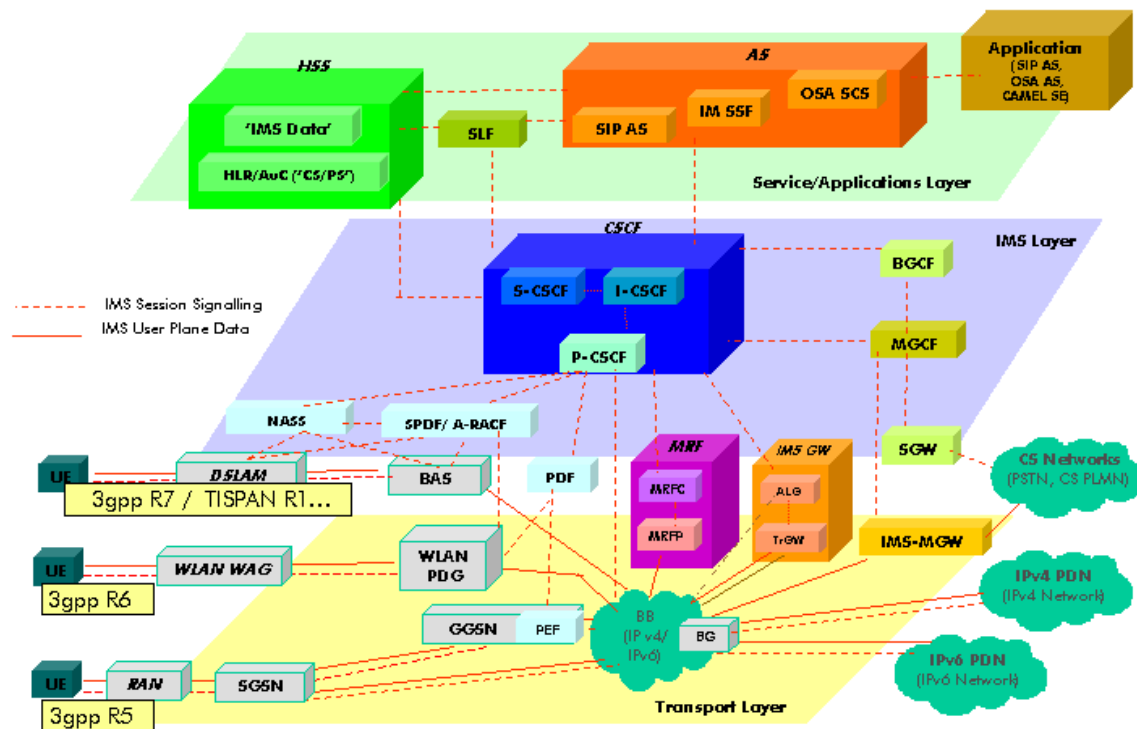 HSS
AS
Application
(SIP AS,
OSA AS,
CAMEL SE)
'IMS Data'
SLF
SIP AS
IM SSF
OSA SCS
HLR/AuC ('CS/PS')
Service/Applications Layer
CSCF
IMS Layer
S-CSCF
I-CSCF
BGCF
IMS Session Signalling
IMS User Plane Data
P-CSCF
MGCF
NASS
SPDF/ A-RACF
MRF
IMS GW
SGW
CS Networks
(PSTN, CS PLMN)
UE
DSLAM
BAS
PDF
MRFC
ALG
3gpp R7 / TISPAN R1...
MRFP
TrGW
IMS-MGW
UE
WLAN WAG
WLAN
PDG
3gpp R6
IPv4 PDN
(IPv4 Network)
GGSN
PEF
BB
(IP v4/
IPv6)
BG
IPv6 PDN
(IPv6 Network)
UE
RAN
SGSN
3gpp R5
Transport Layer